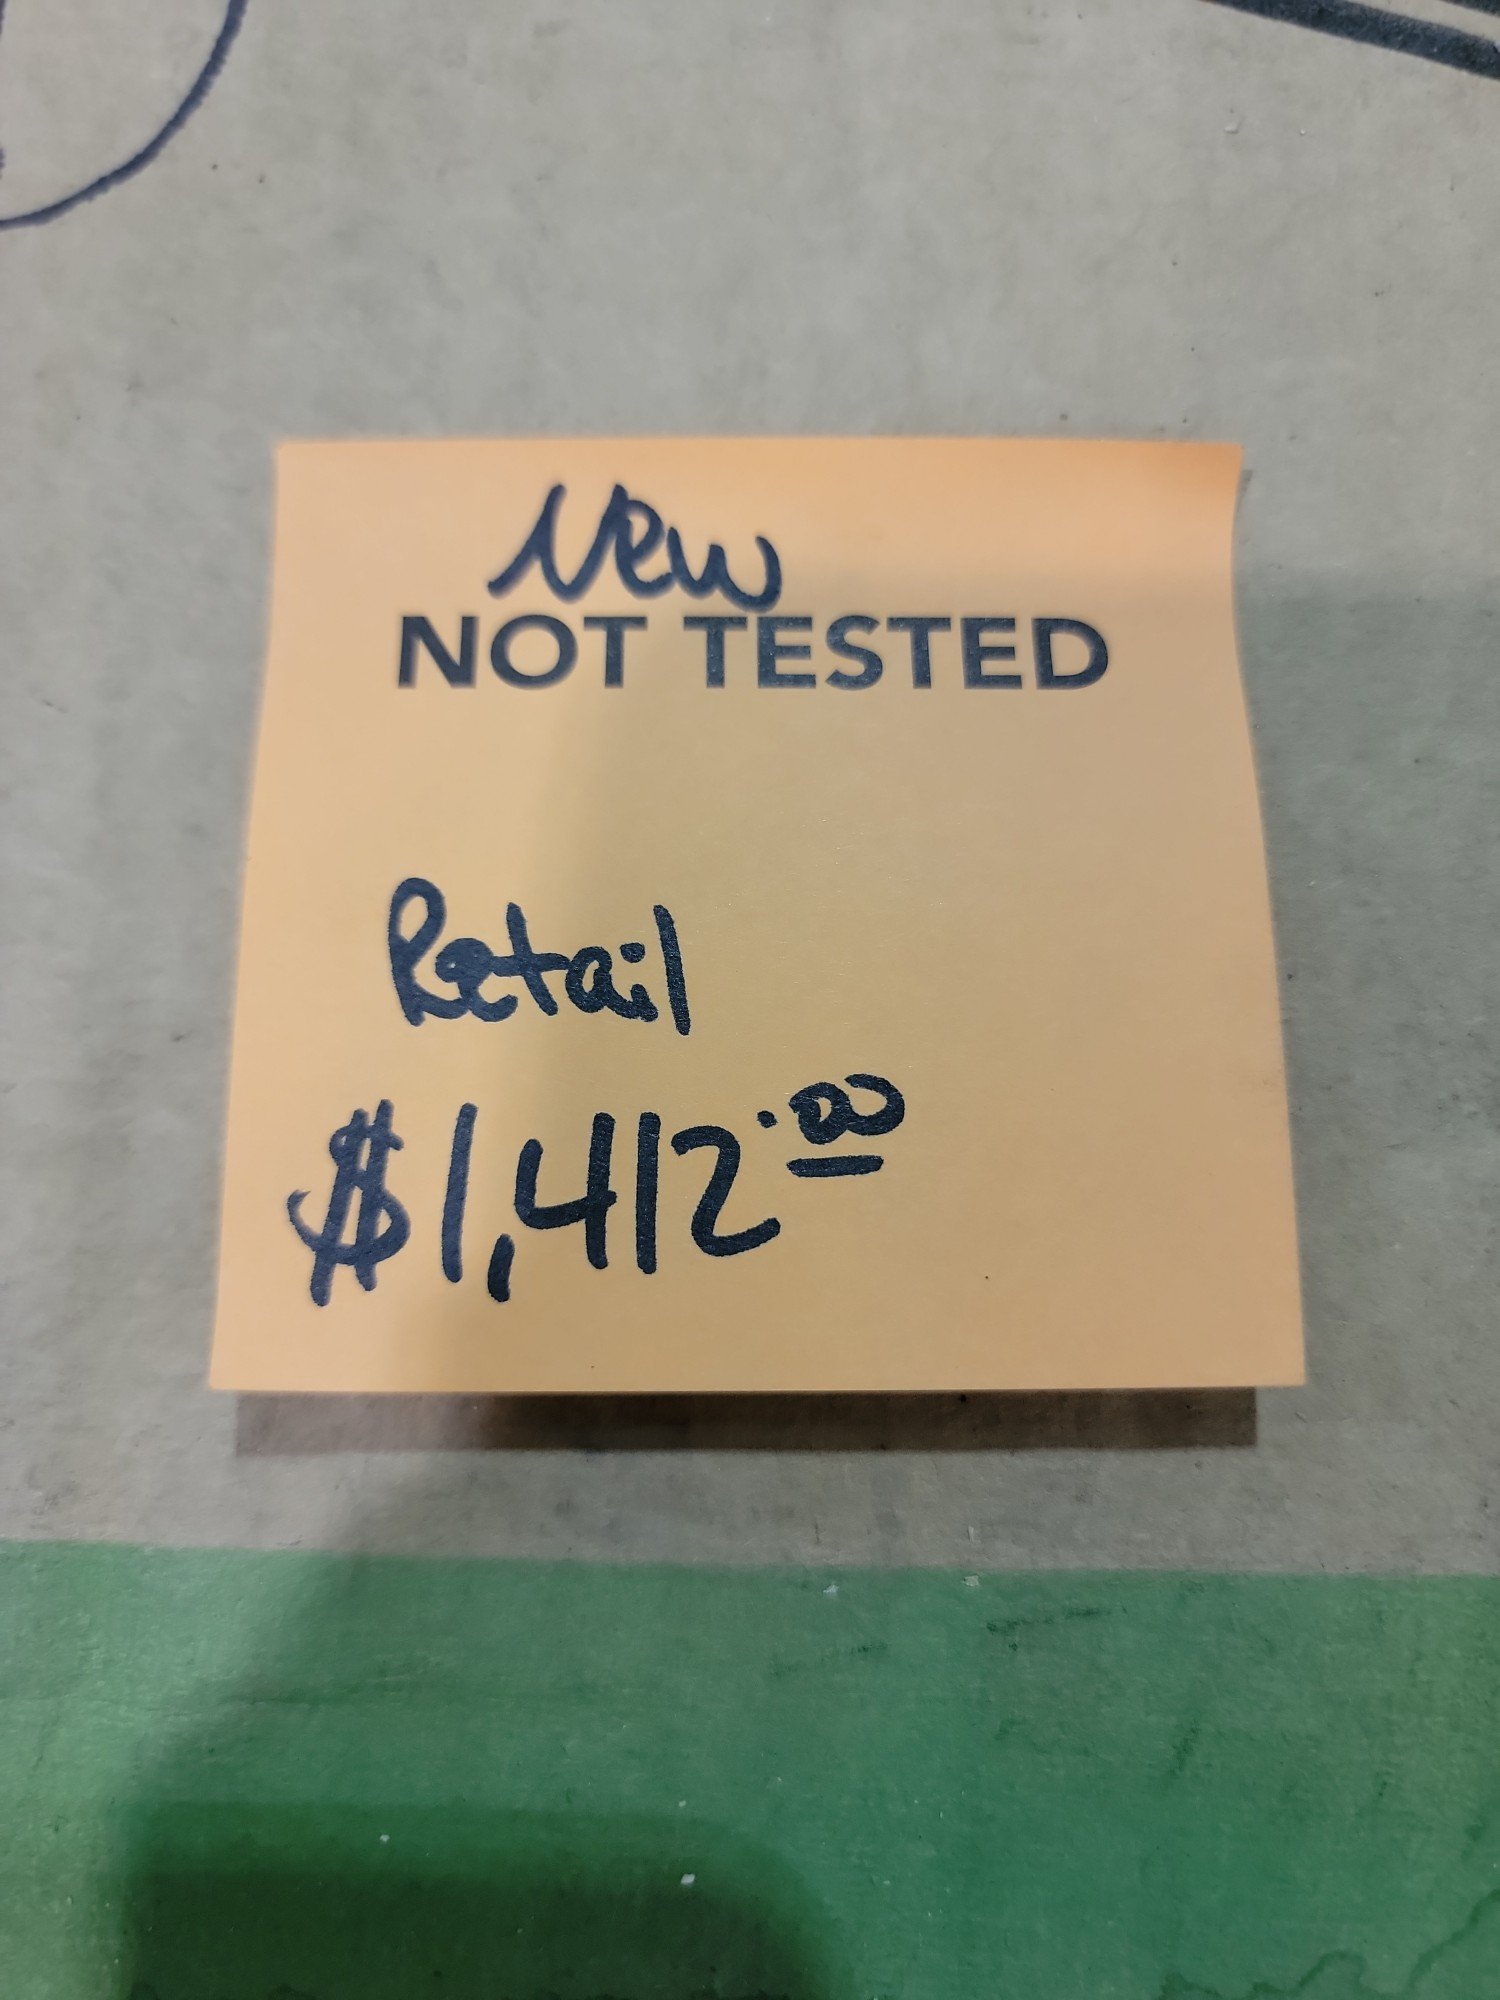 New
NOT TESTED
Retail
$1,412.00